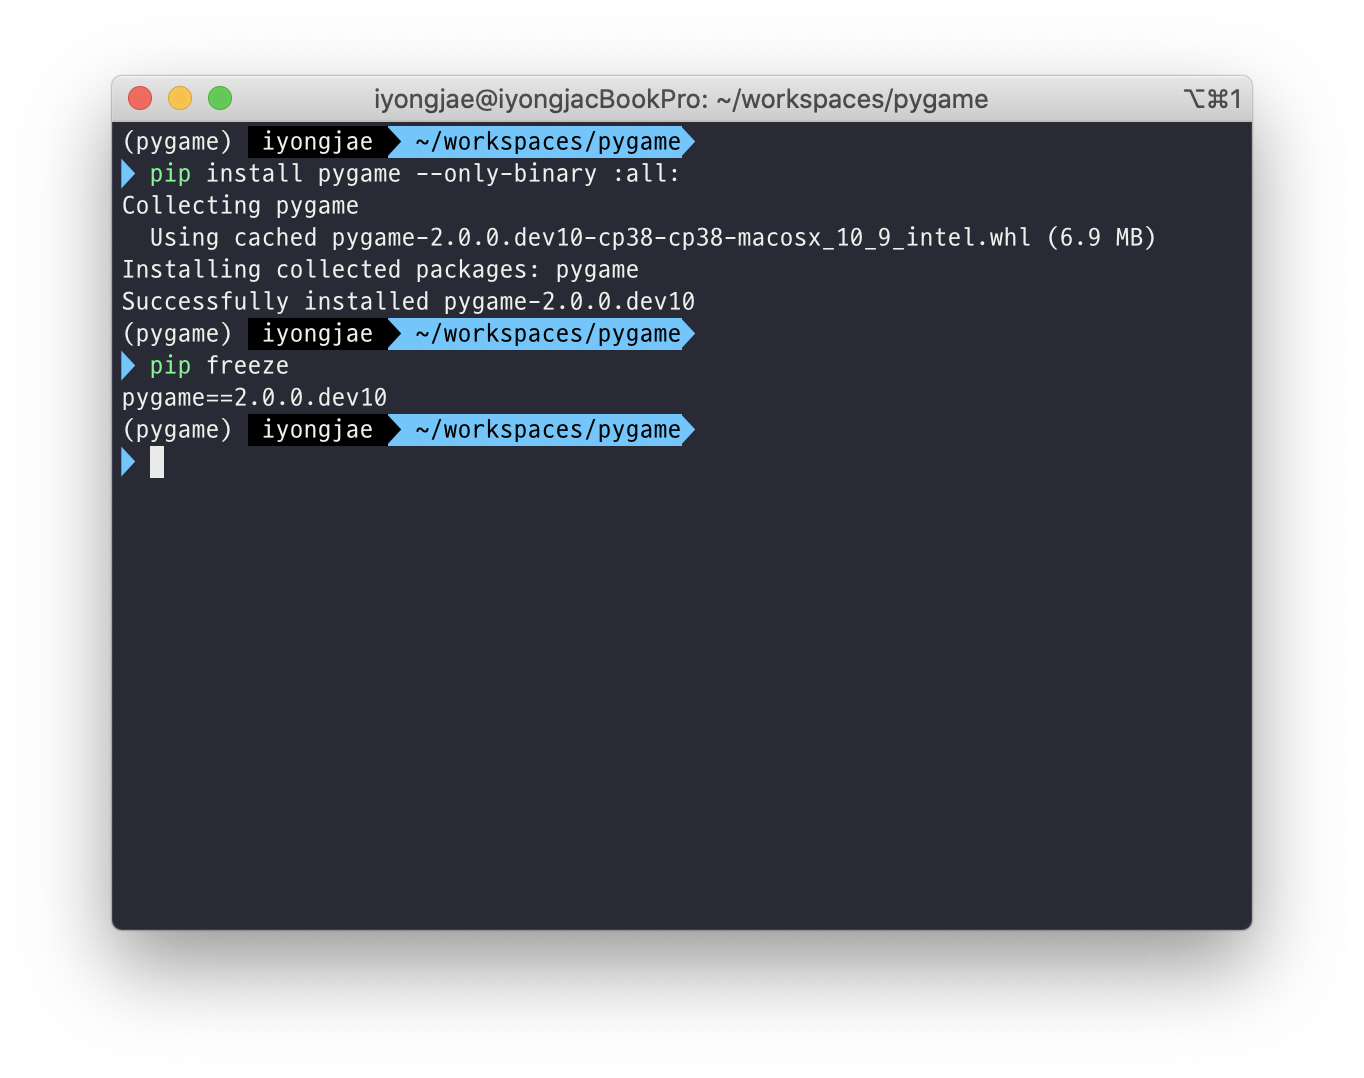 iyongjae@iyongjacBookPro: ~/workspaces/pygame ⌥⌘1
(pygame) iyongjae ~/workspaces/pygame
pip install pygame --only-binary :all:
Collecting pygame
Using cached pygame-2.0.0.dev10-cp38-cp38-macosx_10_9_intel.whl (6.9 MB)
Installing collected packages: pygame
Successfully installed pygame-2.0.0.dev10
(pygame) iyongjae ~/workspaces/pygame
pip freeze
pygame==2.0.0.dev10
(pygame) iyongjae ~/workspaces/pygame